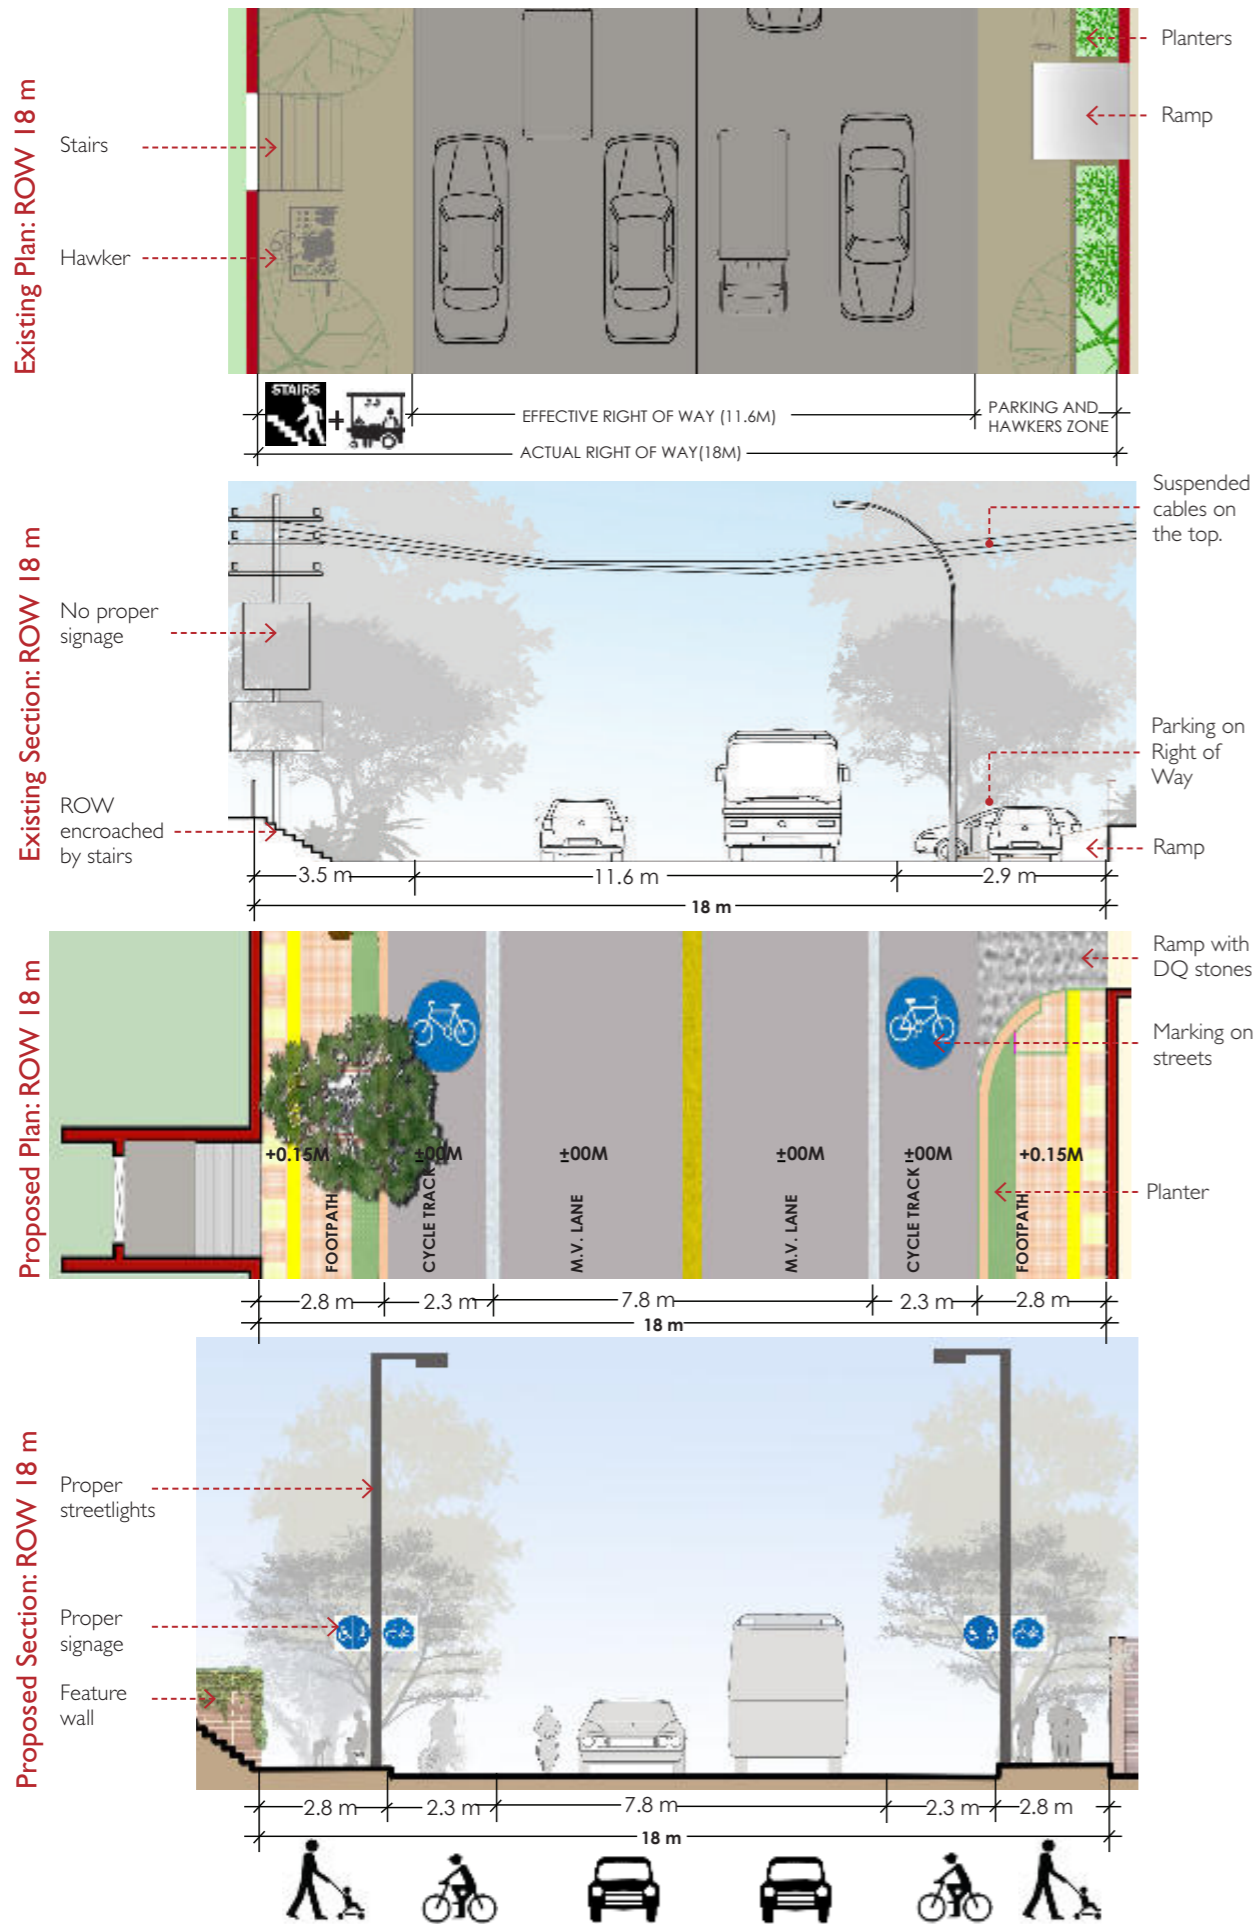 Existing Plan: ROW 18 m
Stairs
Hawker
Planters
Ramp
STAIRS
+
EFFECTIVE RIGHT OF WAY (11.6M)
PARKING AND
HAWKERS ZONE
ACTUAL RIGHT OF WAY(18M)
Existing Section: ROW 18 m
No proper
signage
ROW
encroached
by stairs
Suspended
cables on
the top.
Parking on
Right of
Way
Ramp
3.5 m
11.6 m
2.9 m
18 m
Proposed Plan: ROW 18 m
Ramp with
DQ stones
Marking on
streets
Planter
+0.15M
±00M
±00M
±00M
±00M
+0.15M
FOOTPATH
CYCLE TRACK
M.V. LANE
M.V. LANE
CYCLE TRACK
FOOTPATH
2.8 m
2.3 m
7.8 m
2.3 m
2.8 m
18 m
Proposed Section: ROW 18 m
Proper
streetlights
Proper
signage
Feature
wall
2.8 m
2.3 m
7.8 m
2.3 m
2.8 m
18 m